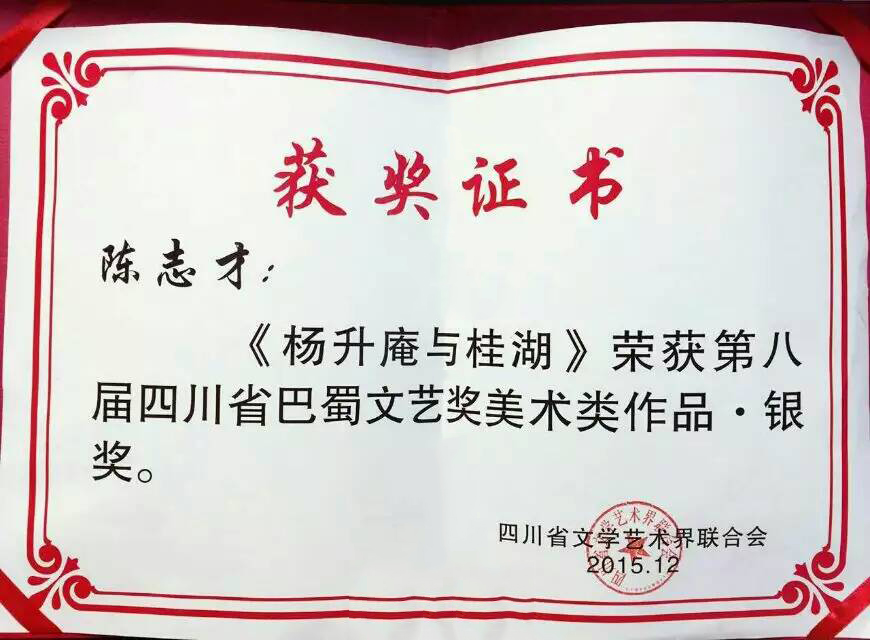 获奖证书
陈志才：
《杨升庵与桂湖》荣获第八
届四川省巴蜀文艺奖美术类作品·银
奖。
四川省文学艺术界联合会
2015.12